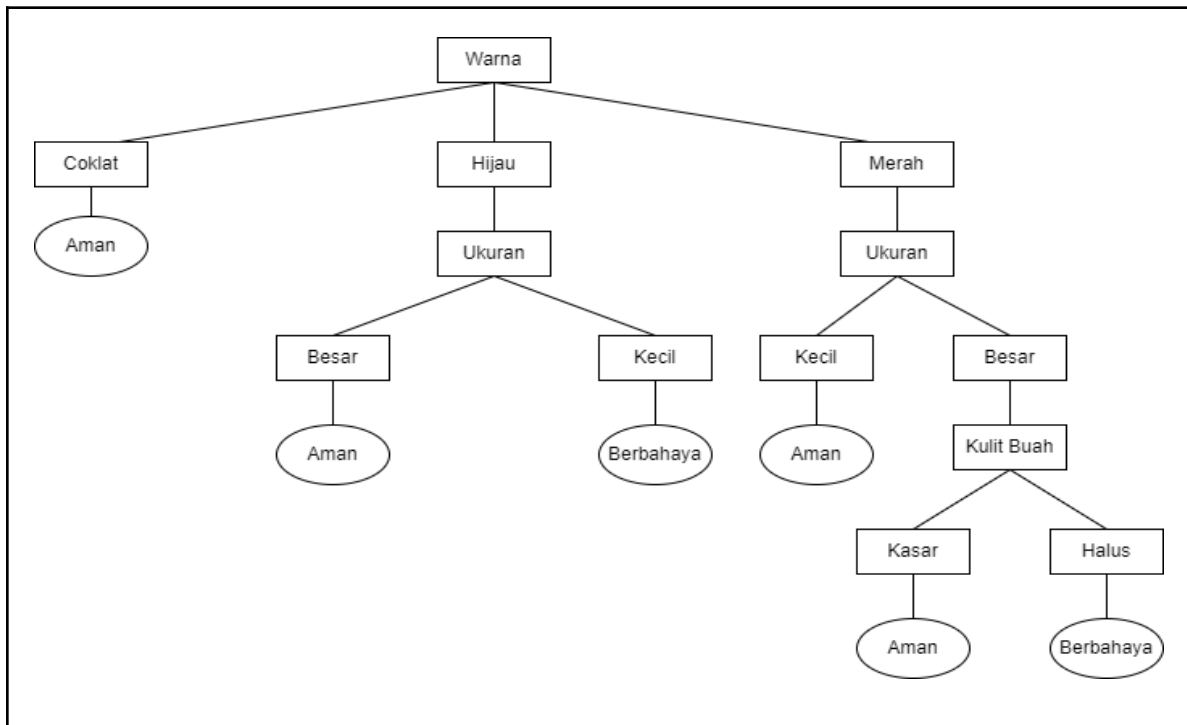 Warna
Coklat
Hijau
Merah
Aman
Ukuran
Ukuran
Besar
Kecil
Kecil
Besar
Aman
Berbahaya
Aman
Kulit Buah
Kasar
Halus
Aman
Berbahaya